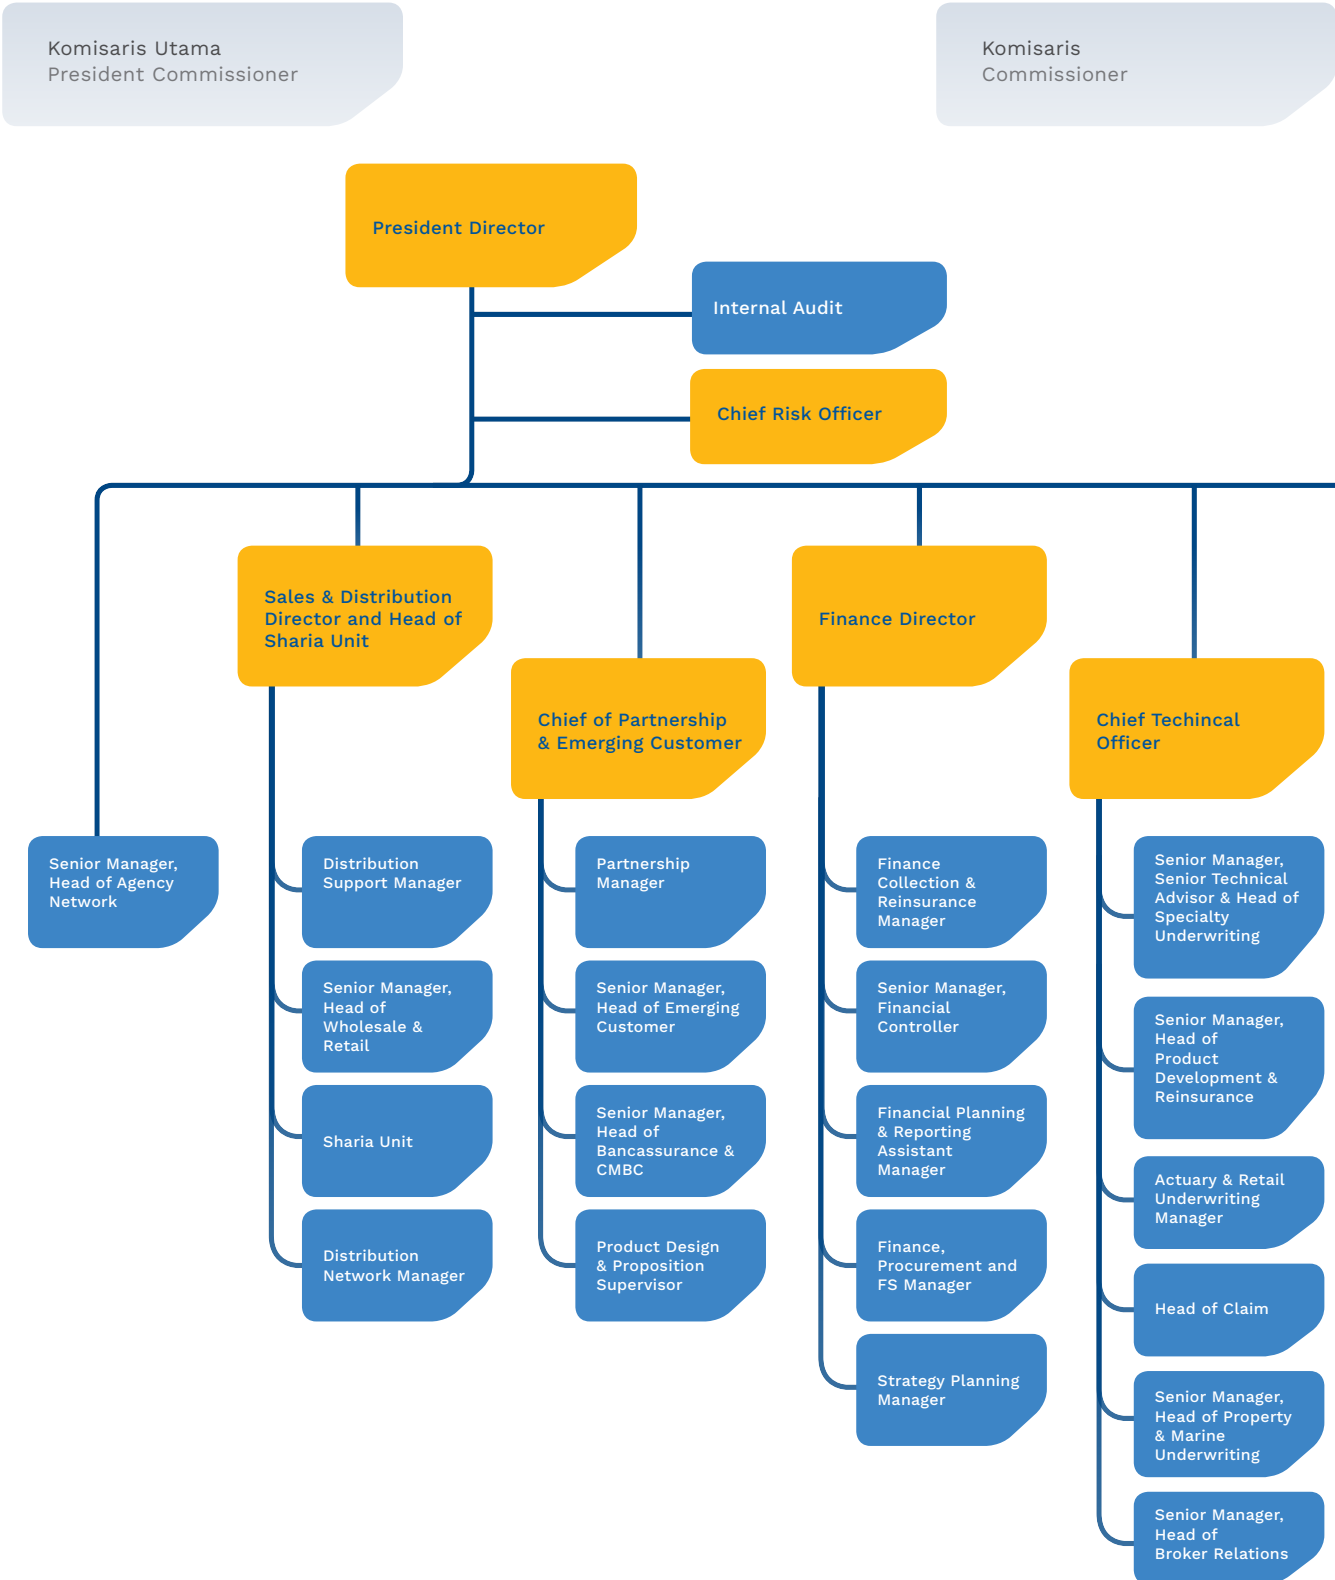 Komisaris Utama
President Commissioner
Komisaris
Commissioner
President Director
Internal Audit
Chief Risk Officer
Sales & Distribution
Director and Head of
Sharia Unit
Chief of Partnership
& Emerging Customer
Finance Director
Chief Techincal
Officer
Senior Manager,
Head of Agency
Network
Distribution
Support Manager
Senior Manager,
Head of
Wholesale &
Retail
Sharia Unit
Distribution
Network Manager
Partnership
Manager
Senior Manager,
Head of Emerging
Customer
Senior Manager,
Head of
Bancassurance &
CMBC
Product Design
& Proposition
Supervisor
Finance
Collection &
Reinsurance
Manager
Senior Manager,
Financial
Controller
Financial Planning
& Reporting
Assistant
Manager
Finance,
Procurement and
FS Manager
Strategy Planning
Manager
Senior Manager,
Senior Technical
Advisor & Head of
Specialty
Underwriting
Senior Manager,
Head of
Product
Development &
Reinsurance
Actuary & Retail
Underwriting
Manager
Head of Claim
Senior Manager,
Head of Property
& Marine
Underwriting
Senior Manager,
Head of
Broker Relations